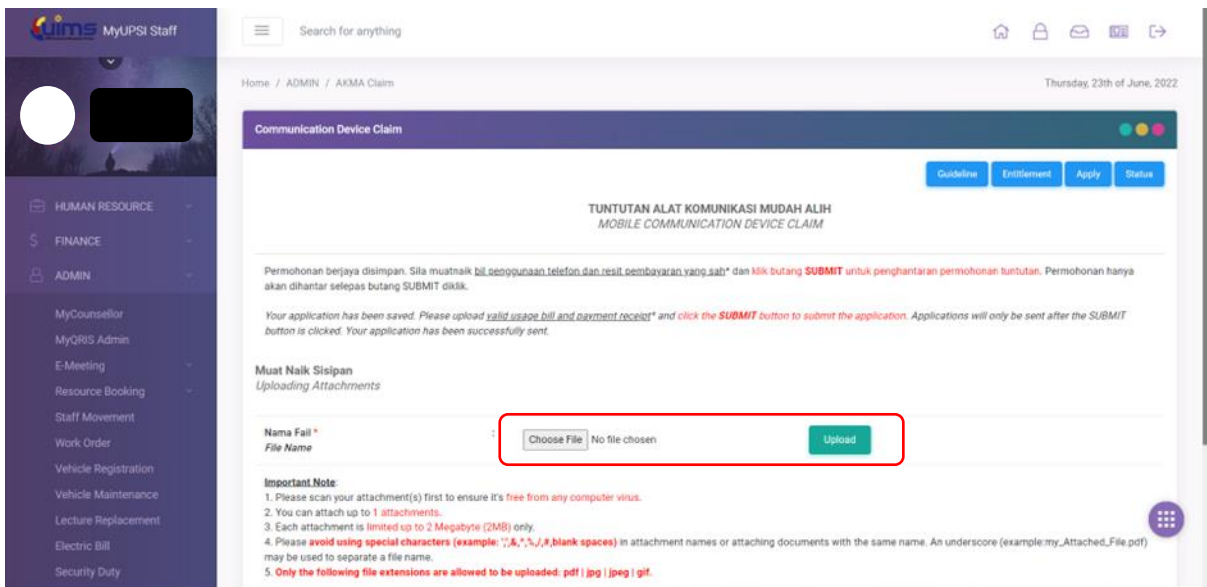 uims MyUPSI Staff
Search for anything
Home / ADMIN / AKMA Claim
Thursday, 23th of June, 2022
Communication Device Claim
Guideline
Entitlement
Apply
Status
HUMAN RESOURCE
FINANCE
ADMIN
MyCounsellor
MyQRIS Admin
E-Meeting
Resource Booking
Staff Movement
Work Order
Vehicle Registration
Vehicle Maintenance
Lecture Replacement
Electric Bill
Security Duty
TUNTUTAN ALAT KOMUNIKASI MUDAH ALIH
MOBILE COMMUNICATION DEVICE CLAIM
Permohonan berjaya disimpan. Sila muatnaik bil penggunaan telefon dan resit pembayaran yang sah* dan klik butang SUBMIT untuk penghantaran permohonan tuntutan. Permohonan hanya
akan dihantar selepas butang SUBMIT diklik.
Your application has been saved. Please upload valid usage bill and payment receipt* and click the SUBMIT button to submit the application. Applications will only be sent after the SUBMIT
button is clicked. Your application has been successfully sent.
Muat Naik Sisipan
Uploading Attachments
Nama Fail * :
File Name
Choose File No file chosen
Upload
Important Note:
1. Please scan your attachment(s) first to ensure it's free from any computer virus.
2. You can attach up to 1 attachments.
3. Each attachment is limited up to 2 Megabyte (2MB) only.
4. Please avoid using special characters (example: ',',&,*,%,/,#,blank spaces) in attachment names or attaching documents with the same name. An underscore (example:my_Attached_File.pdf)
may be used to separate a file name.
5. Only the following file extensions are allowed to be uploaded: pdf | jpg | jpeg | gif.